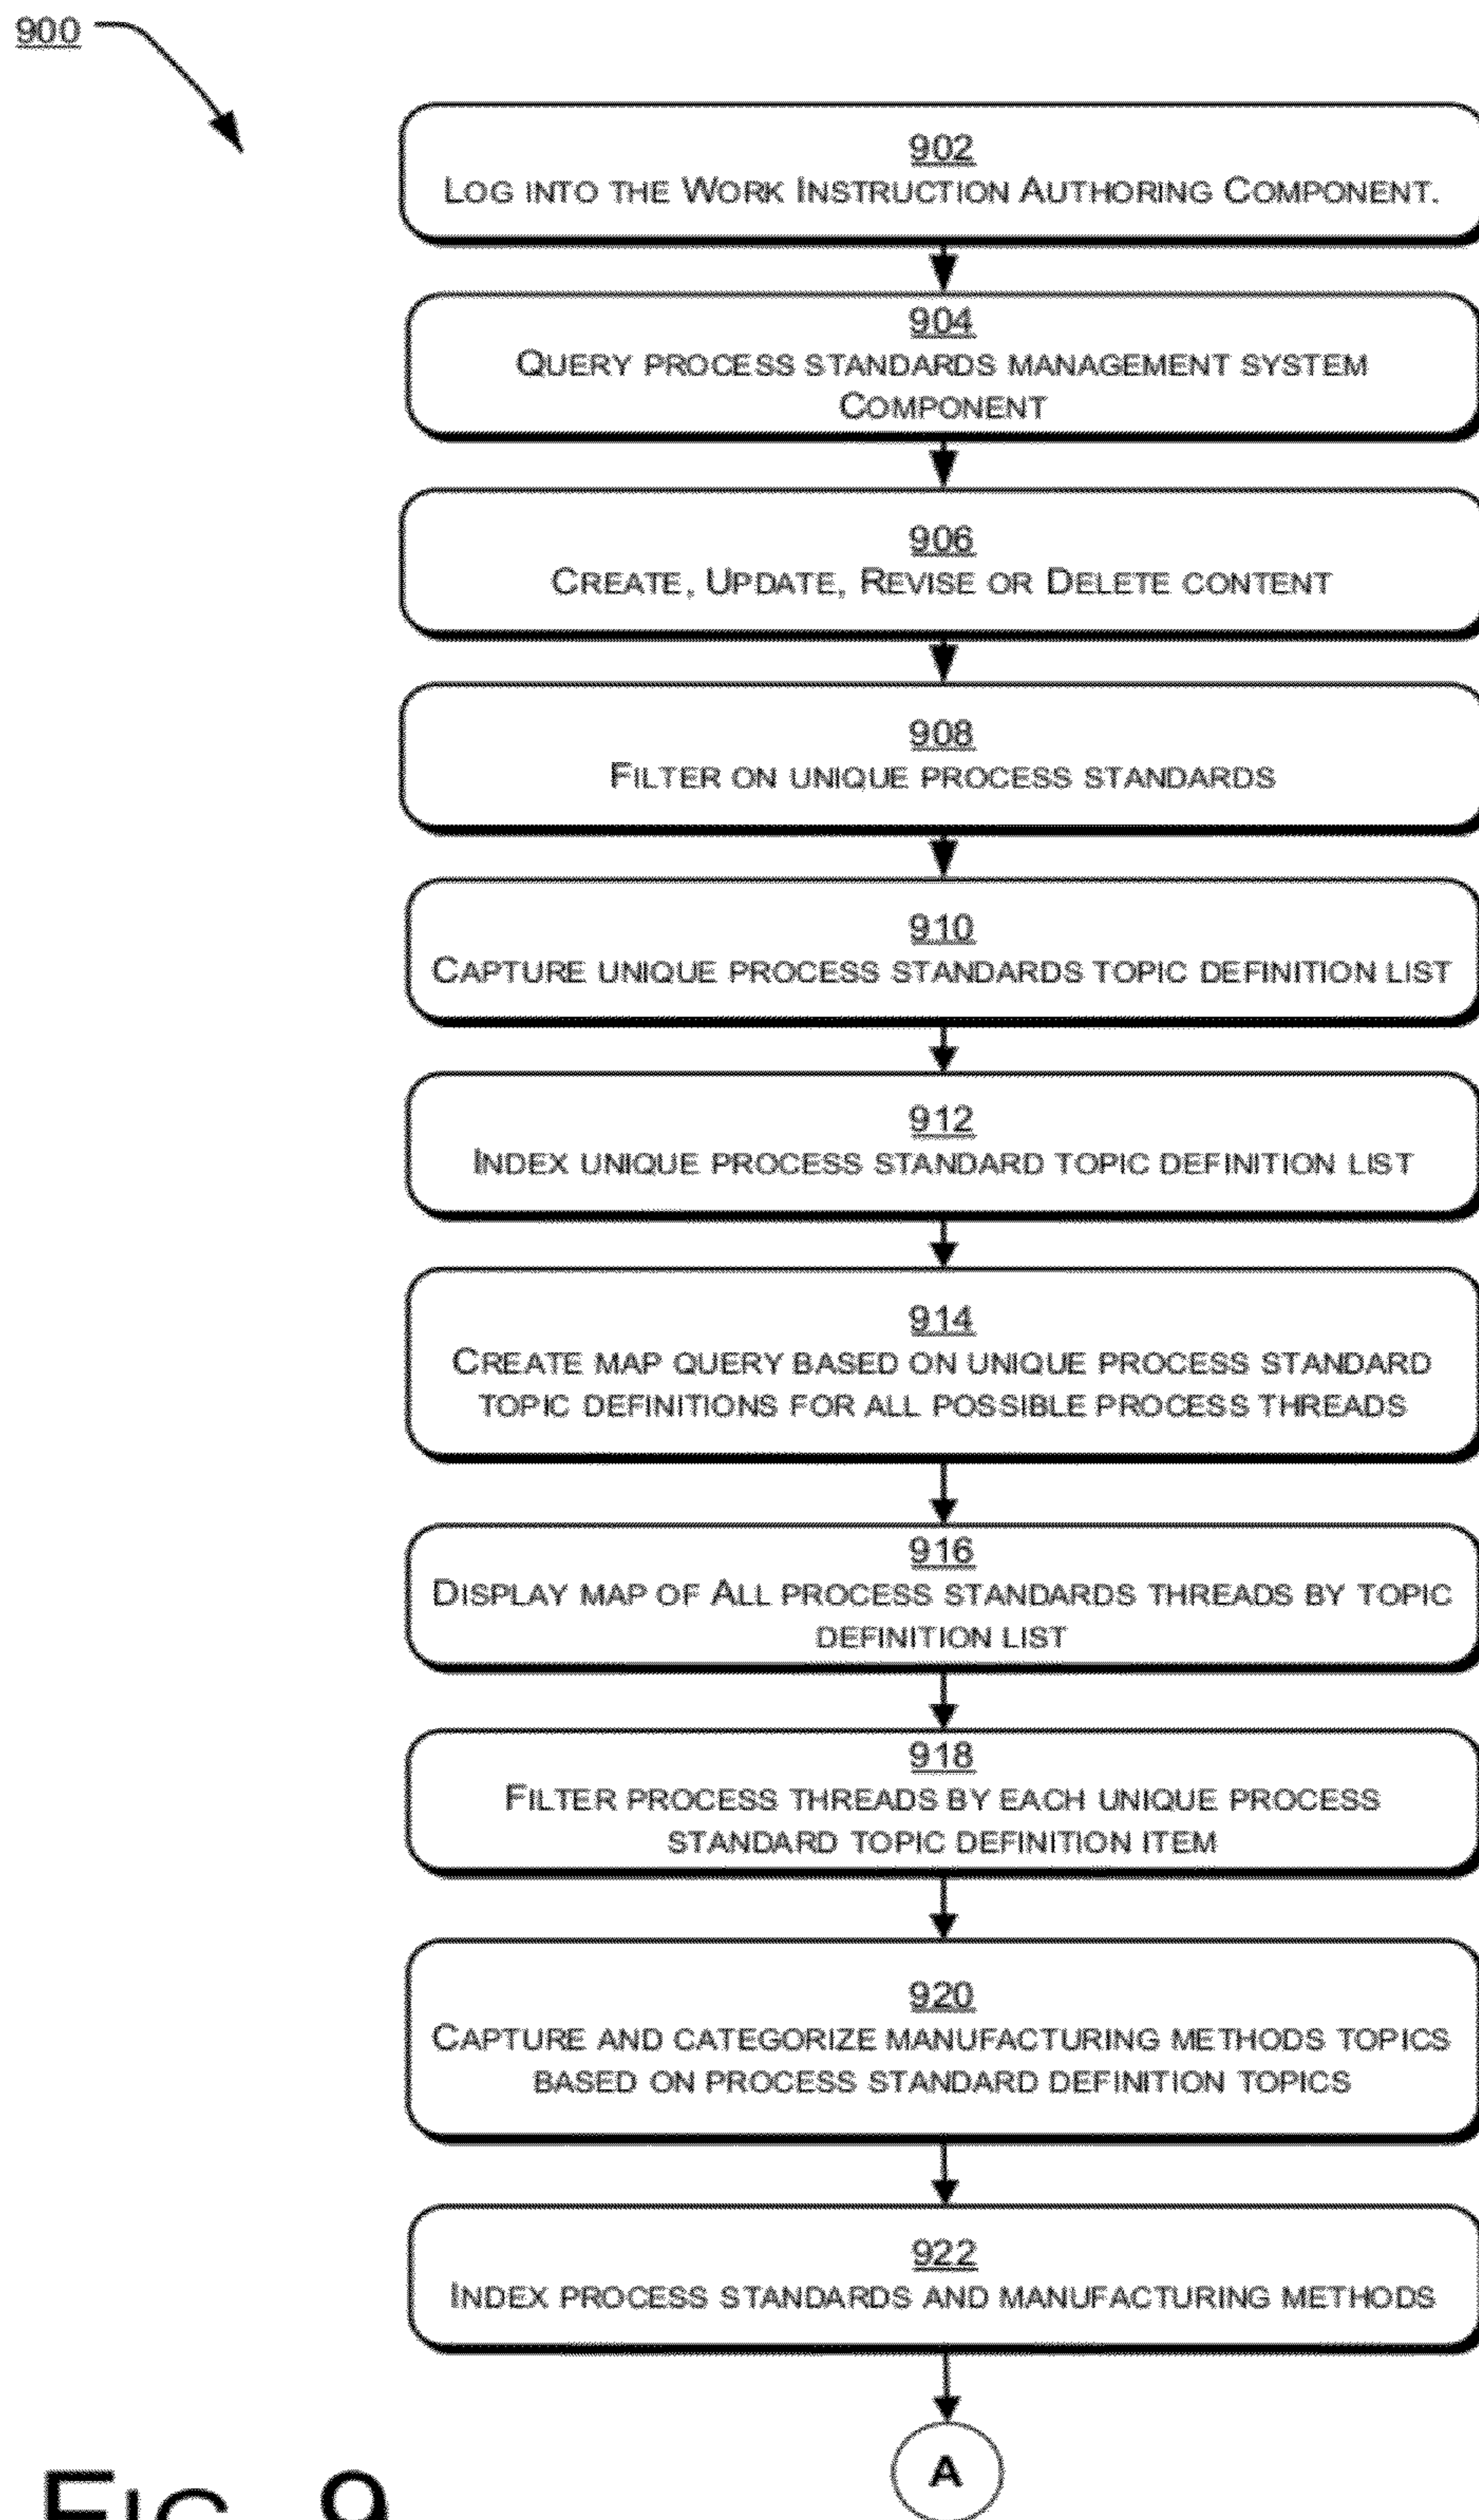 900
902
Log into the Work Instruction Authoring Component.
904
Query process standards management system
Component
906
Create, Update, Revise or Delete content
908
Filter on unique process standards
910
Capture unique process standards topic definition list
912
Index unique process standard topic definition list
914
Create map query based on unique process standard
topic definitions for all possible process threads
916
Display map of All process standards threads by topic
definition list
918
Filter process threads by each unique process
standard topic definition item
920
Capture and categorize manufacturing methods topics
based on process standard definition topics
922
Index process standards and manufacturing methods
A
Fig. 9